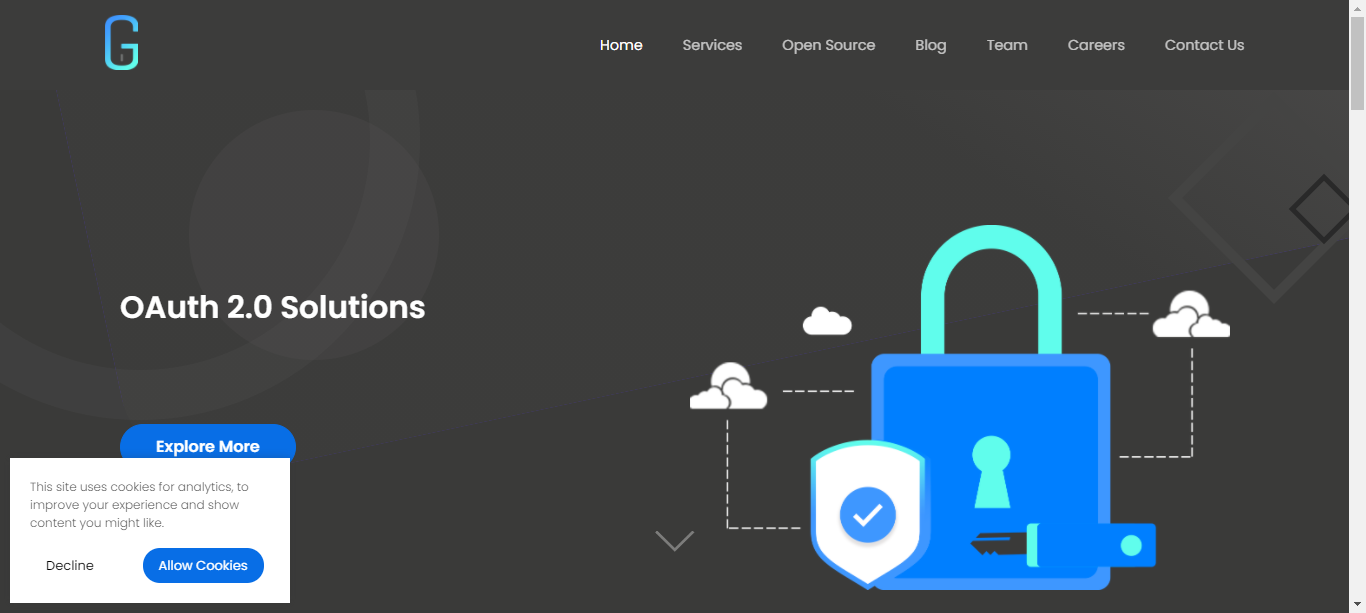 G
Home Services Open Source Blog Team Careers Contact Us
OAuth 2.0 Solutions
Explore More
This site uses cookies for analytics, to
improve your experience and show
content you might like.
Decline Allow Cookies